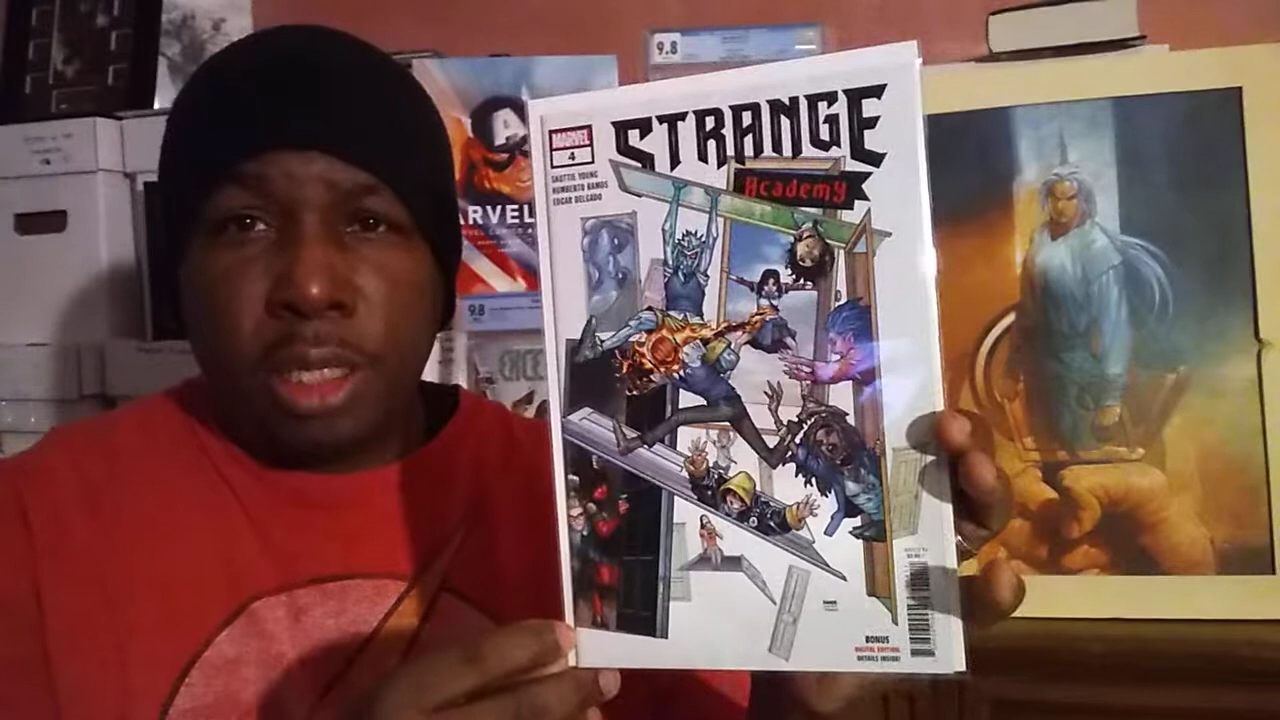 9.8
STRANGE
Academy
MARVEL
4
SKOTTIE YOUNG
HUMBERTO RAMOS
EDGAR DELGADO
A
ARVEL
9.8
BONUS
DIGITAL EDITION
DETAILS INSIDE!